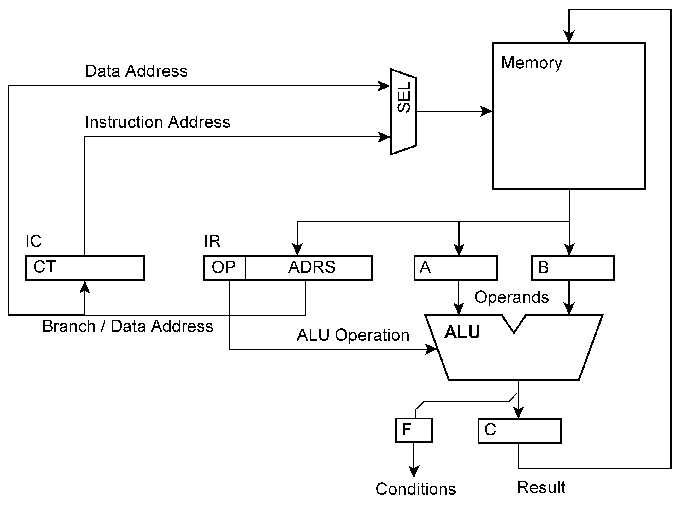 Memory
Data Address
SEL
Instruction Address
IC
IR
CT
OP
ADRS
A
B
Operands
Branch / Data Address
ALU Operation
ALU
F
C
Conditions
Result